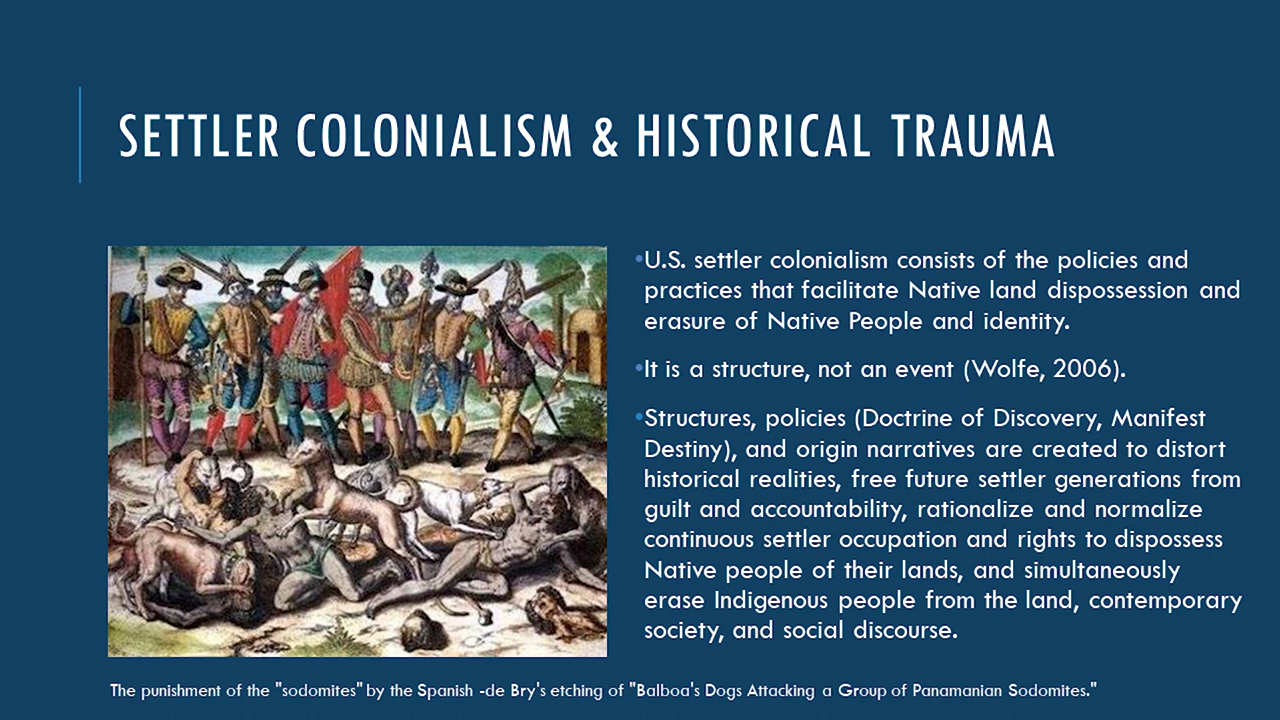 SETTLER COLONIALISM & HISTORICAL TRAUMA
•U.S. settler colonialism consists of the policies and
practices that facilitate Native land dispossession and
erasure of Native People and identity.
•It is a structure, not an event (Wolfe, 2006).
•Structures, policies (Doctrine of Discovery, Manifest
Destiny), and origin narratives are created to distort
historical realities, free future settler generations from
guilt and accountability, rationalize and normalize
continuous settler occupation and rights to dispossess
Native people of their lands, and simultaneously
erase Indigenous people from the land, contemporary
society, and social discourse.
The punishment of the "sodomites" by the Spanish -de Bry's etching of "Balboa's Dogs Attacking a Group of Panamanian Sodomites."